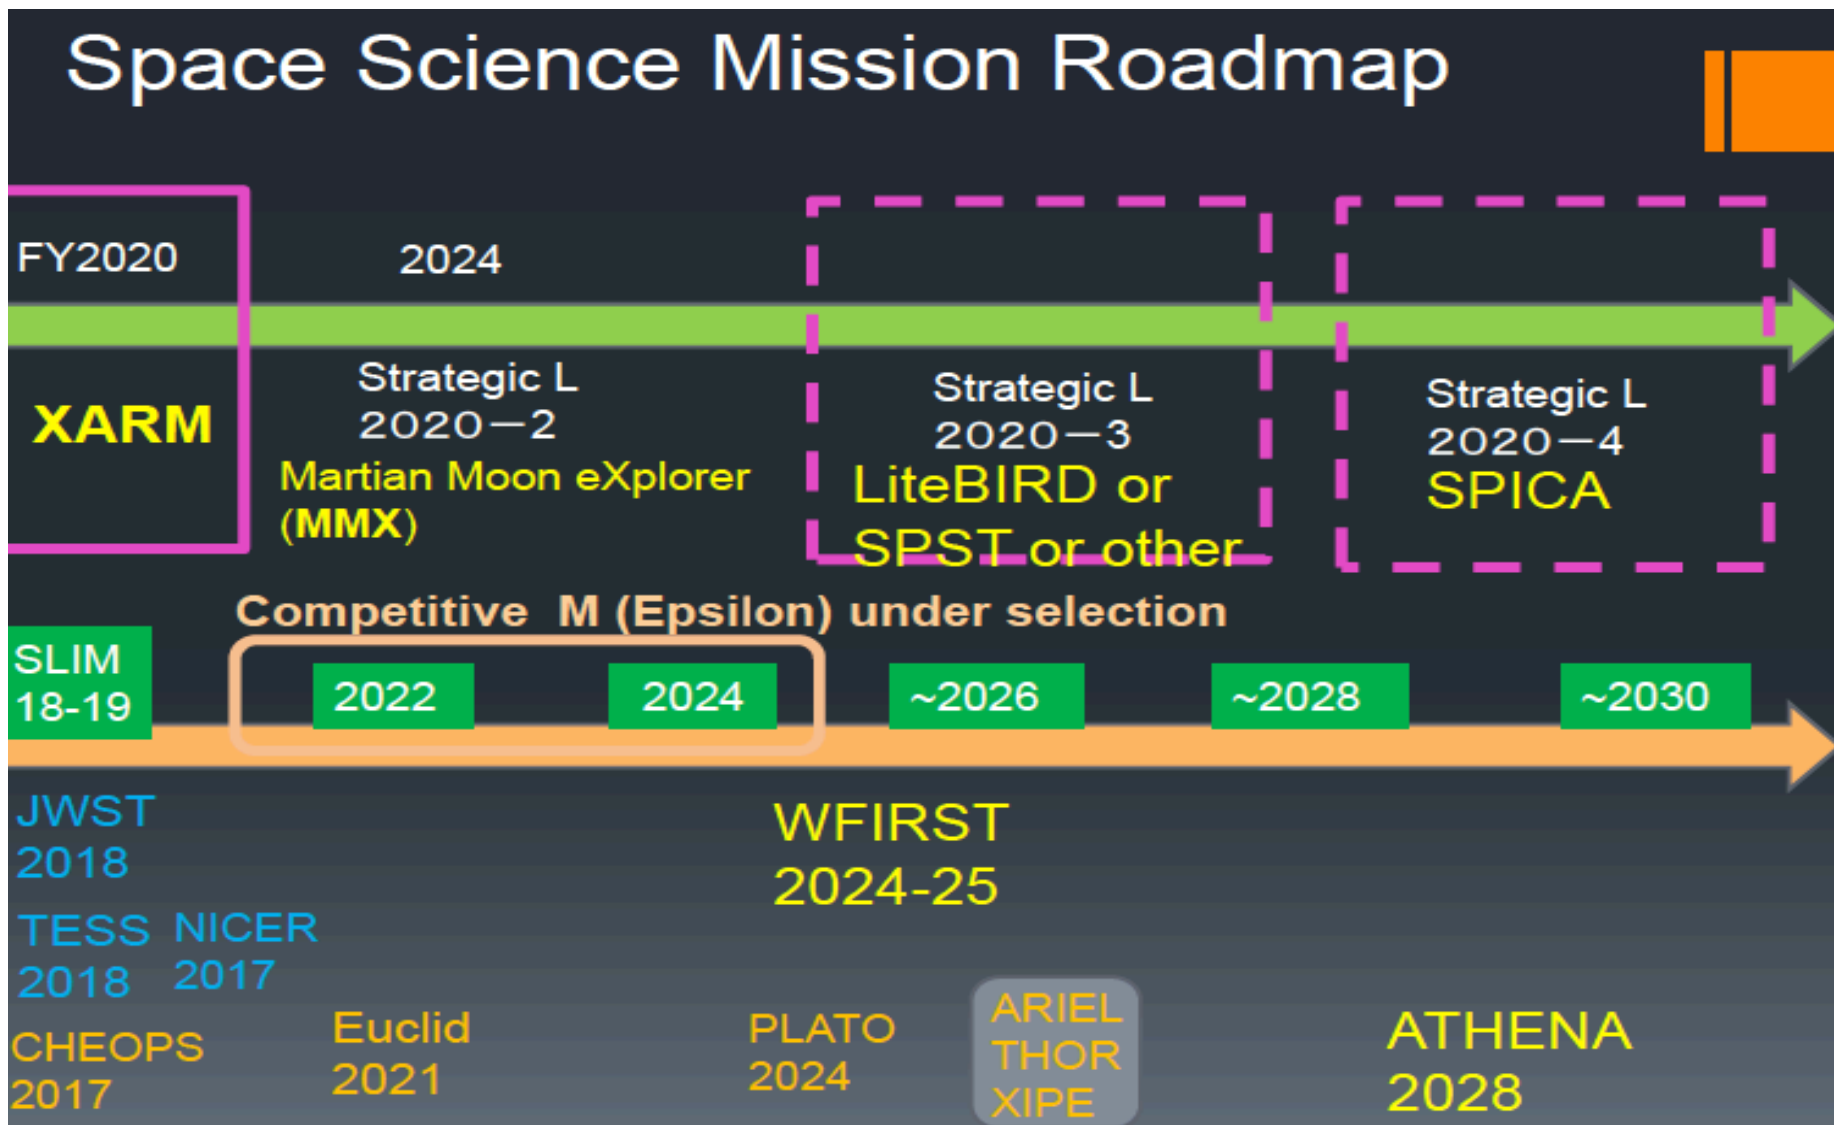 Space Science Mission Roadmap
FY2020
2024
XARM
Strategic L
2020－2
Martian Moon eXplorer
(MMX)
Strategic L
2020－3
LiteBIRD or
SPST or other
Strategic L
2020－4
SPICA
Competitive M (Epsilon) under selection
SLIM
18-19
2022
2024
~2026
~2028
~2030
JWST
2018
WFIRST
2024-25
TESS
2018
NICER
2017
CHEOPS
2017
Euclid
2021
PLATO
2024
ARIEL
THOR
XIPE
ATHENA
2028